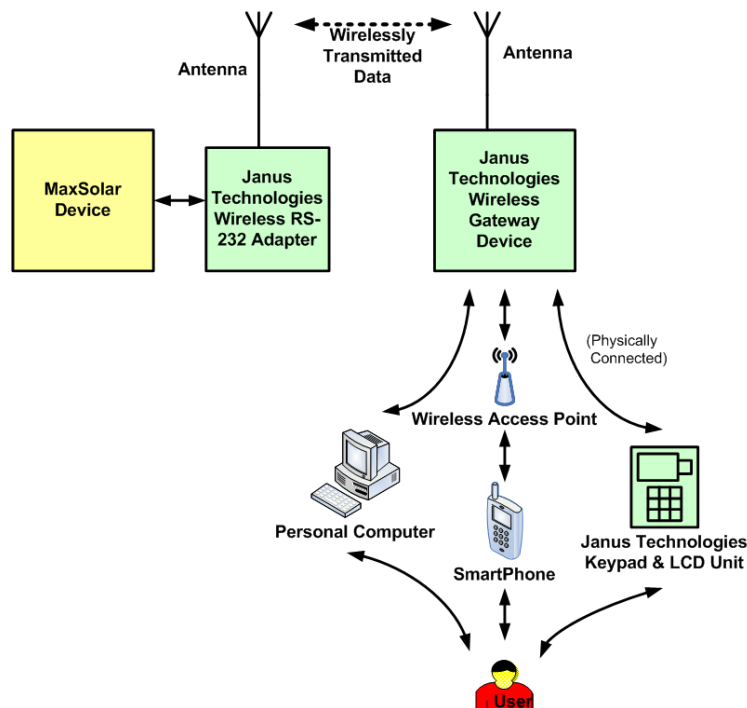 Wirelessly
Transmitted
Data
Antenna
Antenna
MaxSolar
Device
Janus
Technologies
Wireless RS-
232 Adapter
Janus
Technologies
Wireless
Gateway
Device
(Physically
Connected)
Wireless Access Point
Personal Computer
SmartPhone
Janus Technologies
Keypad & LCD Unit
User